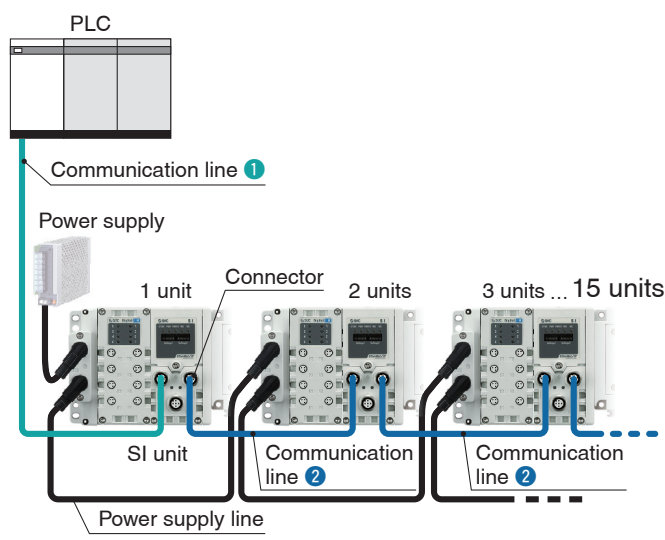 PLC
Communication line 1
Power supply
1 unit
Connector
2 units
3 units ... 15 units
SI unit
Communication
line 2
Communication
line 2
Power supply line